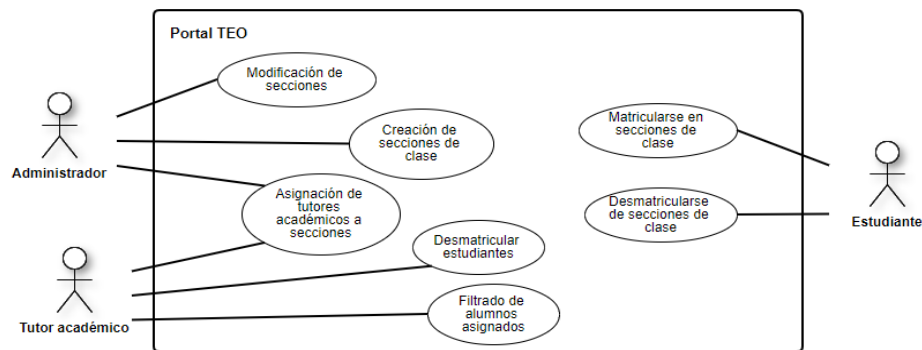 Portal TEO
Modificación de
secciones
Administrador
Creación de
secciones de
clase
Matricularse en
secciones de
clase
Asignación de
tutores
académicos a
secciones
Desmatricularse
de secciones de
clase
Estudiante
Desmatricular
estudiantes
Tutor académico
Filtrado de
alumnos
asignados